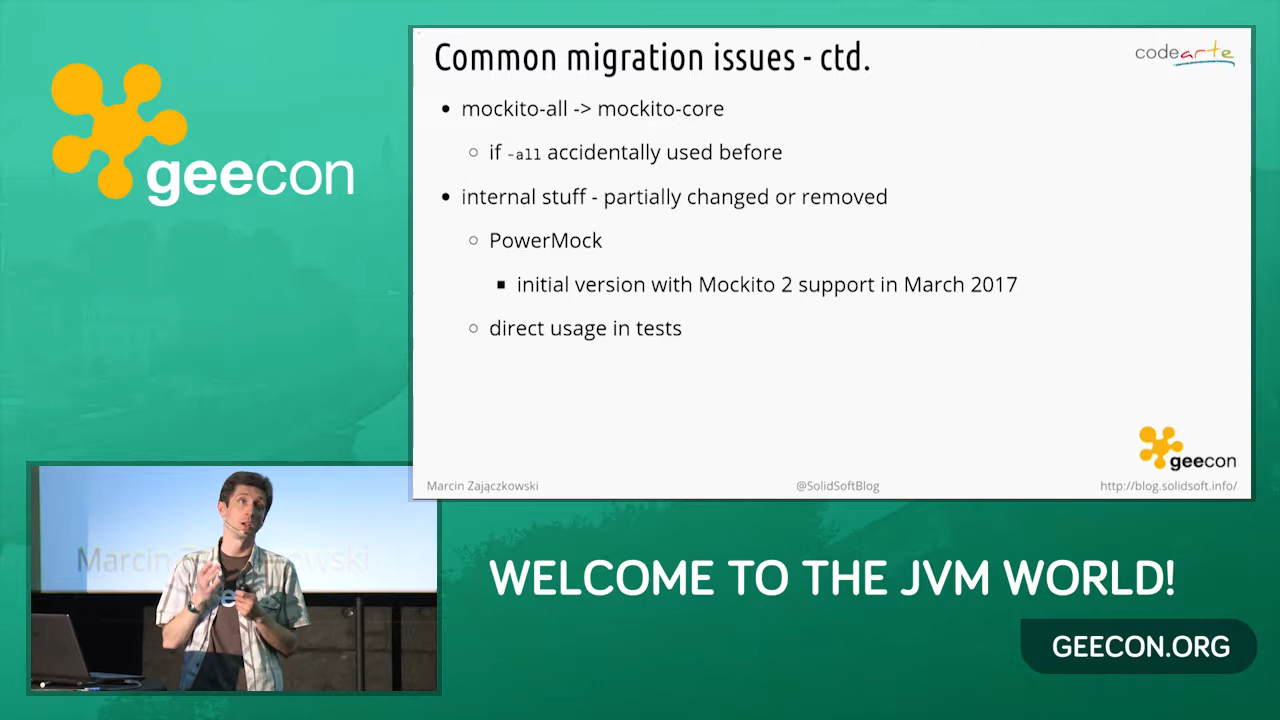 geecon
Common migration issues - ctd.
codearte
mockito-all -> mockito-core
if -all accidentally used before
internal stuff - partially changed or removed
PowerMock
initial version with Mockito 2 support in March 2017
direct usage in tests
geecon
Marcin Zajączkowski
@SolidSoftBlog
http://blog.solidsoft.info/
Marcin Zajączkowski
WELCOME TO THE JVM WORLD!
GEECON.ORG